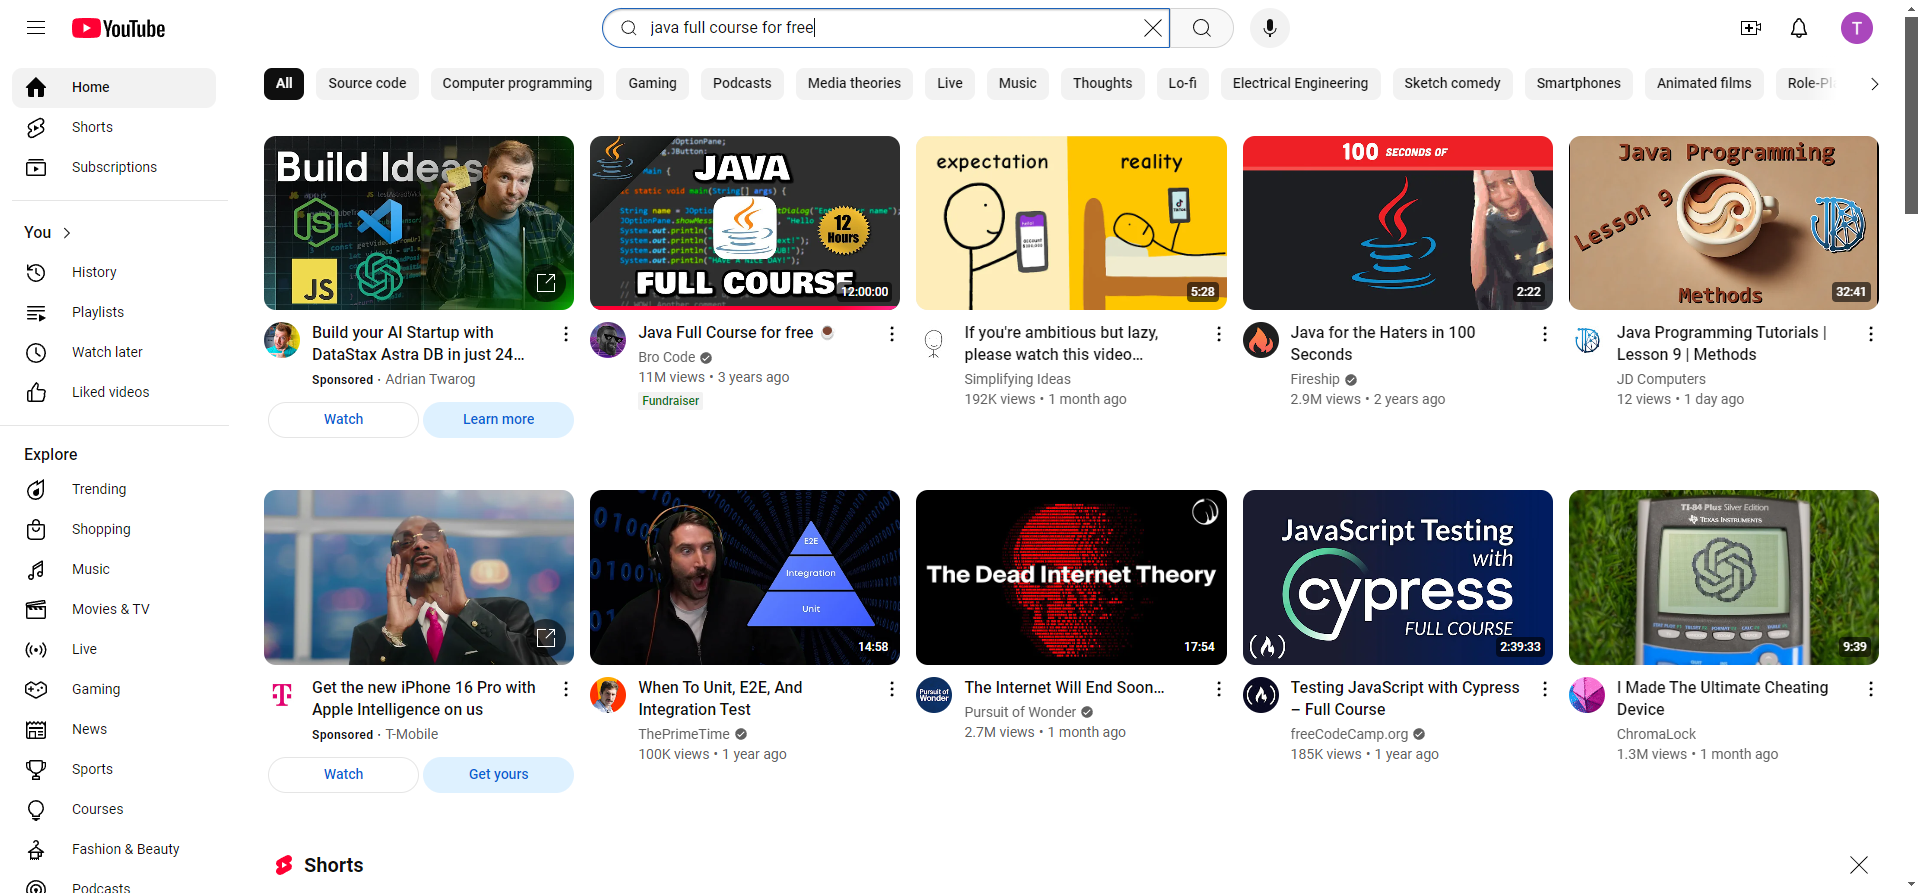 YouTube
java full course for free
T
Home
Shorts
Subscriptions
You
History
Playlists
Watch later
Liked videos
Explore
Trending
Shopping
Music
Movies & TV
Live
Gaming
News
Sports
Courses
Fashion & Beauty
Podcasts
All
Source code
Computer programming
Gaming
Podcasts
Media theories
Live
Music
Thoughts
Lo-fi
Electrical Engineering
Sketch comedy
Smartphones
Animated films
Role-Pl
Build Ideas
JS
JS
Build your AI Startup with
DataStax Astra DB in just 24...
Sponsored · Adrian Twarog
Watch
Learn more
JAVA
12
Hours
FULL COURSE
12:00:00
Java Full Course for free
Bro Code
11M views • 3 years ago
Fundraiser
expectation
reality
5:28
If you're ambitious but lazy,
please watch this video...
Simplifying Ideas
192K views • 1 month ago
100 SECONDS OF
2:22
Java for the Haters in 100
Seconds
Fireship
2.9M views • 2 years ago
Java Programming
Lesson 9
Methods
32:41
Java Programming Tutorials |
Lesson 9 | Methods
JD Computers
12 views • 1 day ago
Get the new iPhone 16 Pro with
Apple Intelligence on us
Sponsored · T-Mobile
Watch
Get yours
E2E
Integration
Unit
14:58
When To Unit, E2E, And
Integration Test
ThePrimeTime
100K views • 1 year ago
The Dead Internet Theory
17:54
Pursuit of
Wonder
The Internet Will End Soon...
Pursuit of Wonder
2.7M views • 1 month ago
JavaScript Testing
with
cypress
FULL COURSE
2:39:33
Testing JavaScript with Cypress
– Full Course
freeCodeCamp.org
185K views • 1 year ago
TI-84 Plus Silver Edition
TEXAS INSTRUMENTS
9:39
I Made The Ultimate Cheating
Device
ChromaLock
1.3M views • 1 month ago
Shorts